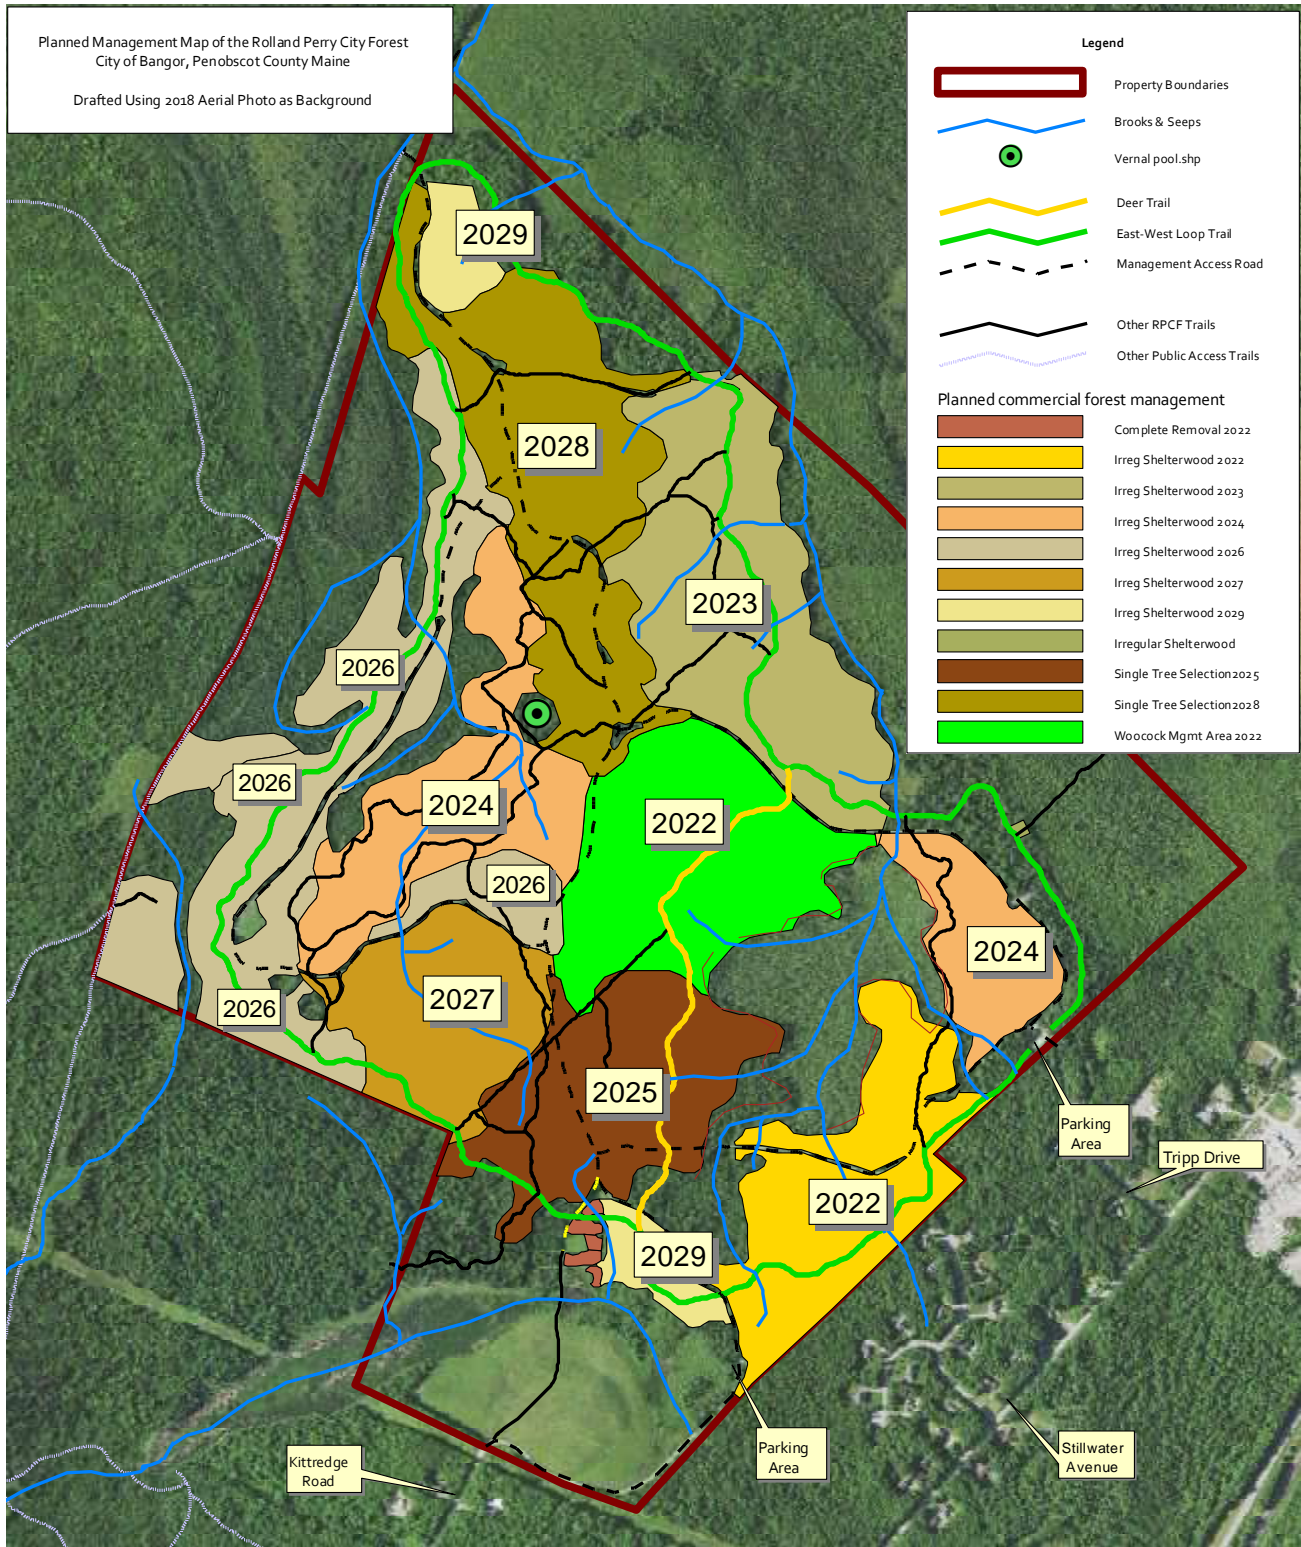 Planned Management Map of the Rolland Perry City Forest
City of Bangor, Penobscot County Maine
Drafted Using 2018 Aerial Photo as Background
Legend
Property Boundaries
Brooks & Seeps
Vernal pool.shp
Deer Trail
East-West Loop Trail
Management Access Road
Other RPCF Trails
Other Public Access Trails
Planned commercial forest management
Complete Removal 2022
Irreg Shelterwood 2022
Irreg Shelterwood 2023
Irreg Shelterwood 2024
Irreg Shelterwood 2026
Irreg Shelterwood 2027
Irreg Shelterwood 2029
Irregular Shelterwood
Single Tree Selection2025
Single Tree Selection2028
Woocock Mgmt Area 2022
2029
2028
2023
2026
2026
2024
2022
2026
2024
2027
2026
2025
2022
2029
Parking
Area
Tripp Drive
Parking
Area
Stillwater
Avenue
Kittredge
Road